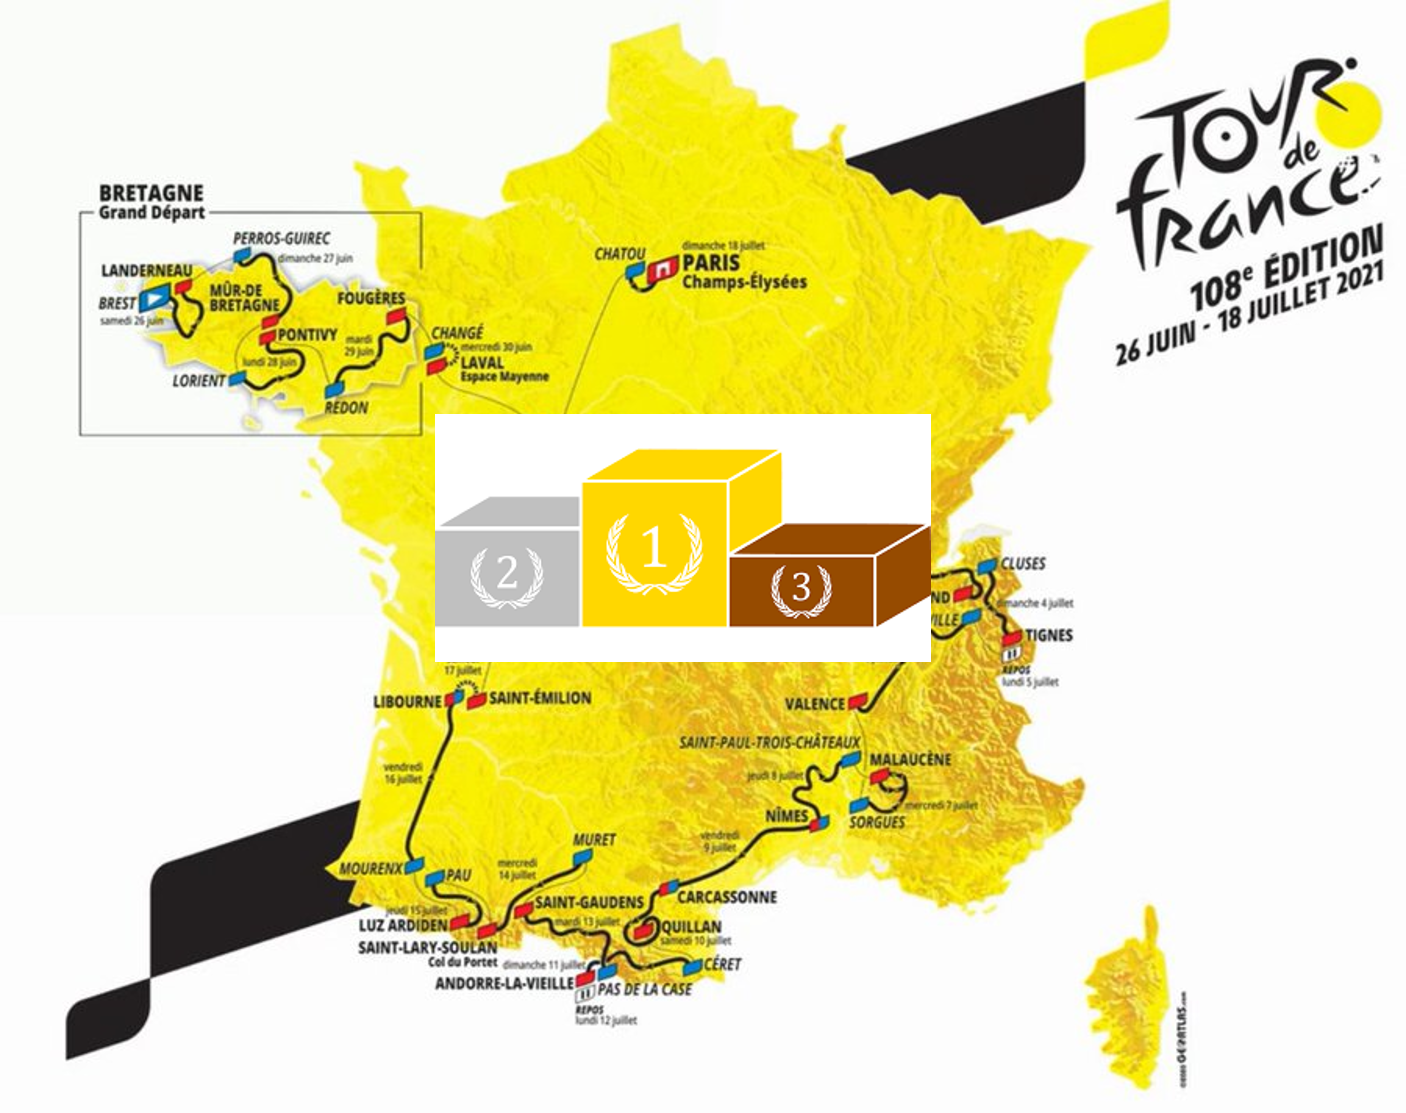 TOUR
de
france
108e ÉDITION
26 JUIN - 18 JUILLET 2021
BRETAGNE
Grand Départ
PERROS-GUIREC
dimanche 27 juin
LANDERNEAU
BREST
samedi 26 juin
MÛR-DE
BRETAGNE
FOUGÈRES
PONTIVY
mardi
29 juin
lundi 28 juin
LORIENT
REDON
CHANGÉ
mercredi 30 juin
LAVAL
Espace Mayenne
CHATOU
dimanche 18 juillet
PARIS
Champs-Élysées
2
1
3
CLUSES
ND
dimanche 4 juillet
VILLE
TIGNES
REPOS
lundi 5 juillet
17 juillet
LIBOURNE
SAINT-ÉMILION
VALENCE
SAINT-PAUL-TROIS-CHÂTEAUX
jeudi 8 juillet
MALAUCÈNE
mercredi 7 juillet
SORGUES
NÎMES
vendredi
16 juillet
vendredi
9 juillet
MURET
mercredi
14 juillet
MOURENX
PAU
CARCASSONNE
SAINT-GAUDENS
jeudi 15 juillet
mardi 13 juillet
LUZ ARDIDEN
QUILLAN
samedi 10 juillet
SAINT-LARY-SOULAN
Col du Portet
dimanche 11 juillet
CÉRET
ANDORRE-LA-VIEILLE
PAS DE LA CASE
REPOS
lundi 12 juillet
GEOATLAS.com